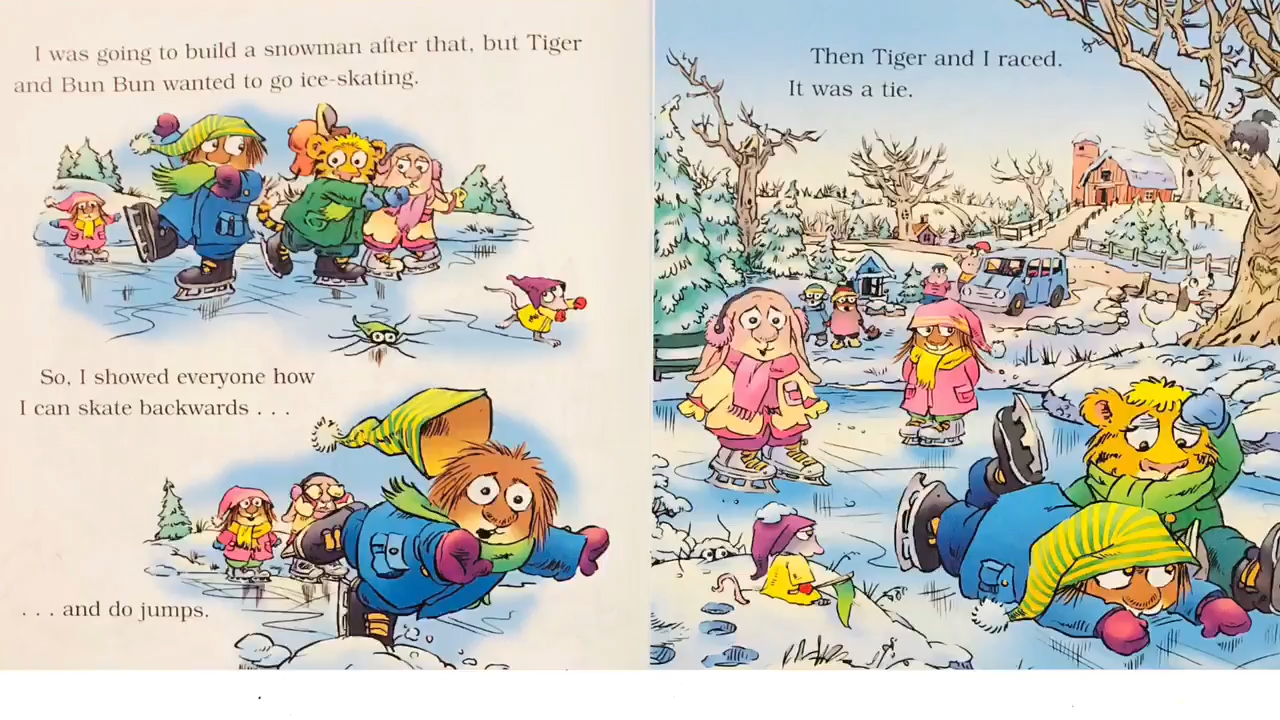 I was going to build a snowman after that, but Tiger
and Bun Bun wanted to go ice-skating.
So, I showed everyone how
I can skate backwards . . .
. . . and do jumps.
Then Tiger and I raced.
It was a tie.